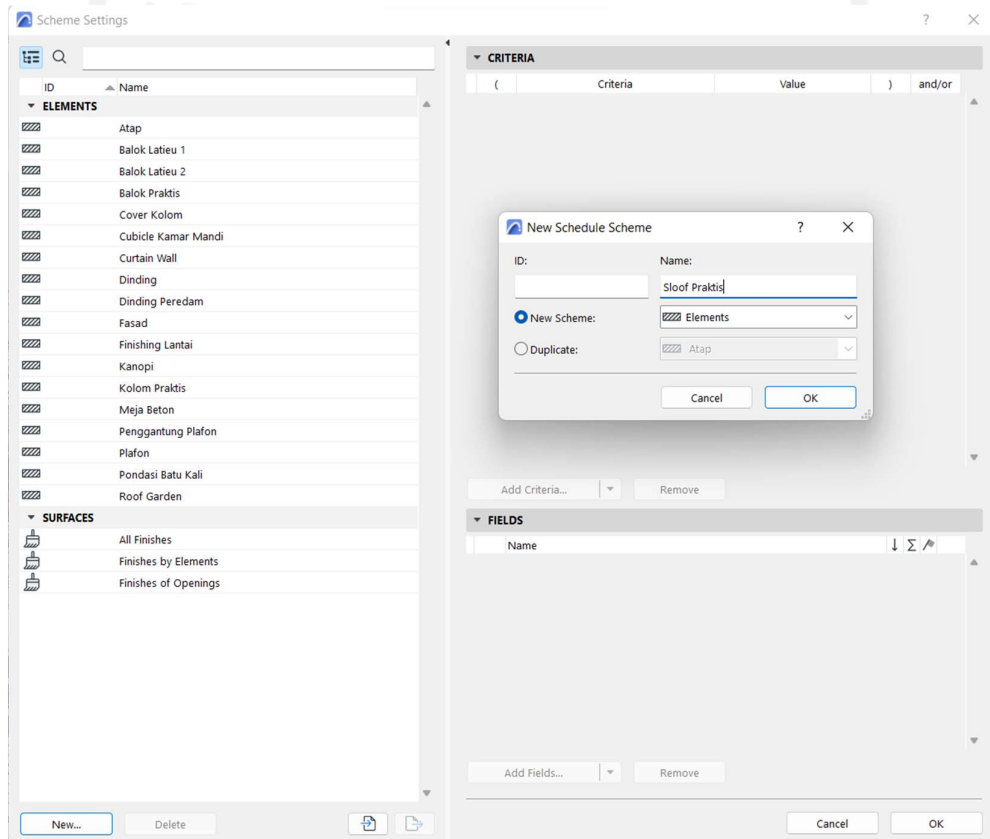 Scheme Settings
?
ID Name
ELEMENTS
Atap
Balok Latieu 1
Balok Latieu 2
Balok Praktis
Cover Kolom
Cubicle Kamar Mandi
Curtain Wall
Dinding
Dinding Peredam
Fasad
Finishing Lantai
Kanopi
Kolom Praktis
Meja Beton
Penggantung Plafon
Plafon
Pondasi Batu Kali
Roof Garden
SURFACES
All Finishes
Finishes by Elements
Finishes of Openings
New...
Delete
CRITERIA
( Criteria Value ) and/or
New Schedule Scheme
?
ID: Name:
Sloof Praktis
New Scheme: Elements
Duplicate: Atap
Cancel OK
Add Criteria... Remove
FIELDS
Name Σ
Add Fields... Remove
Cancel OK